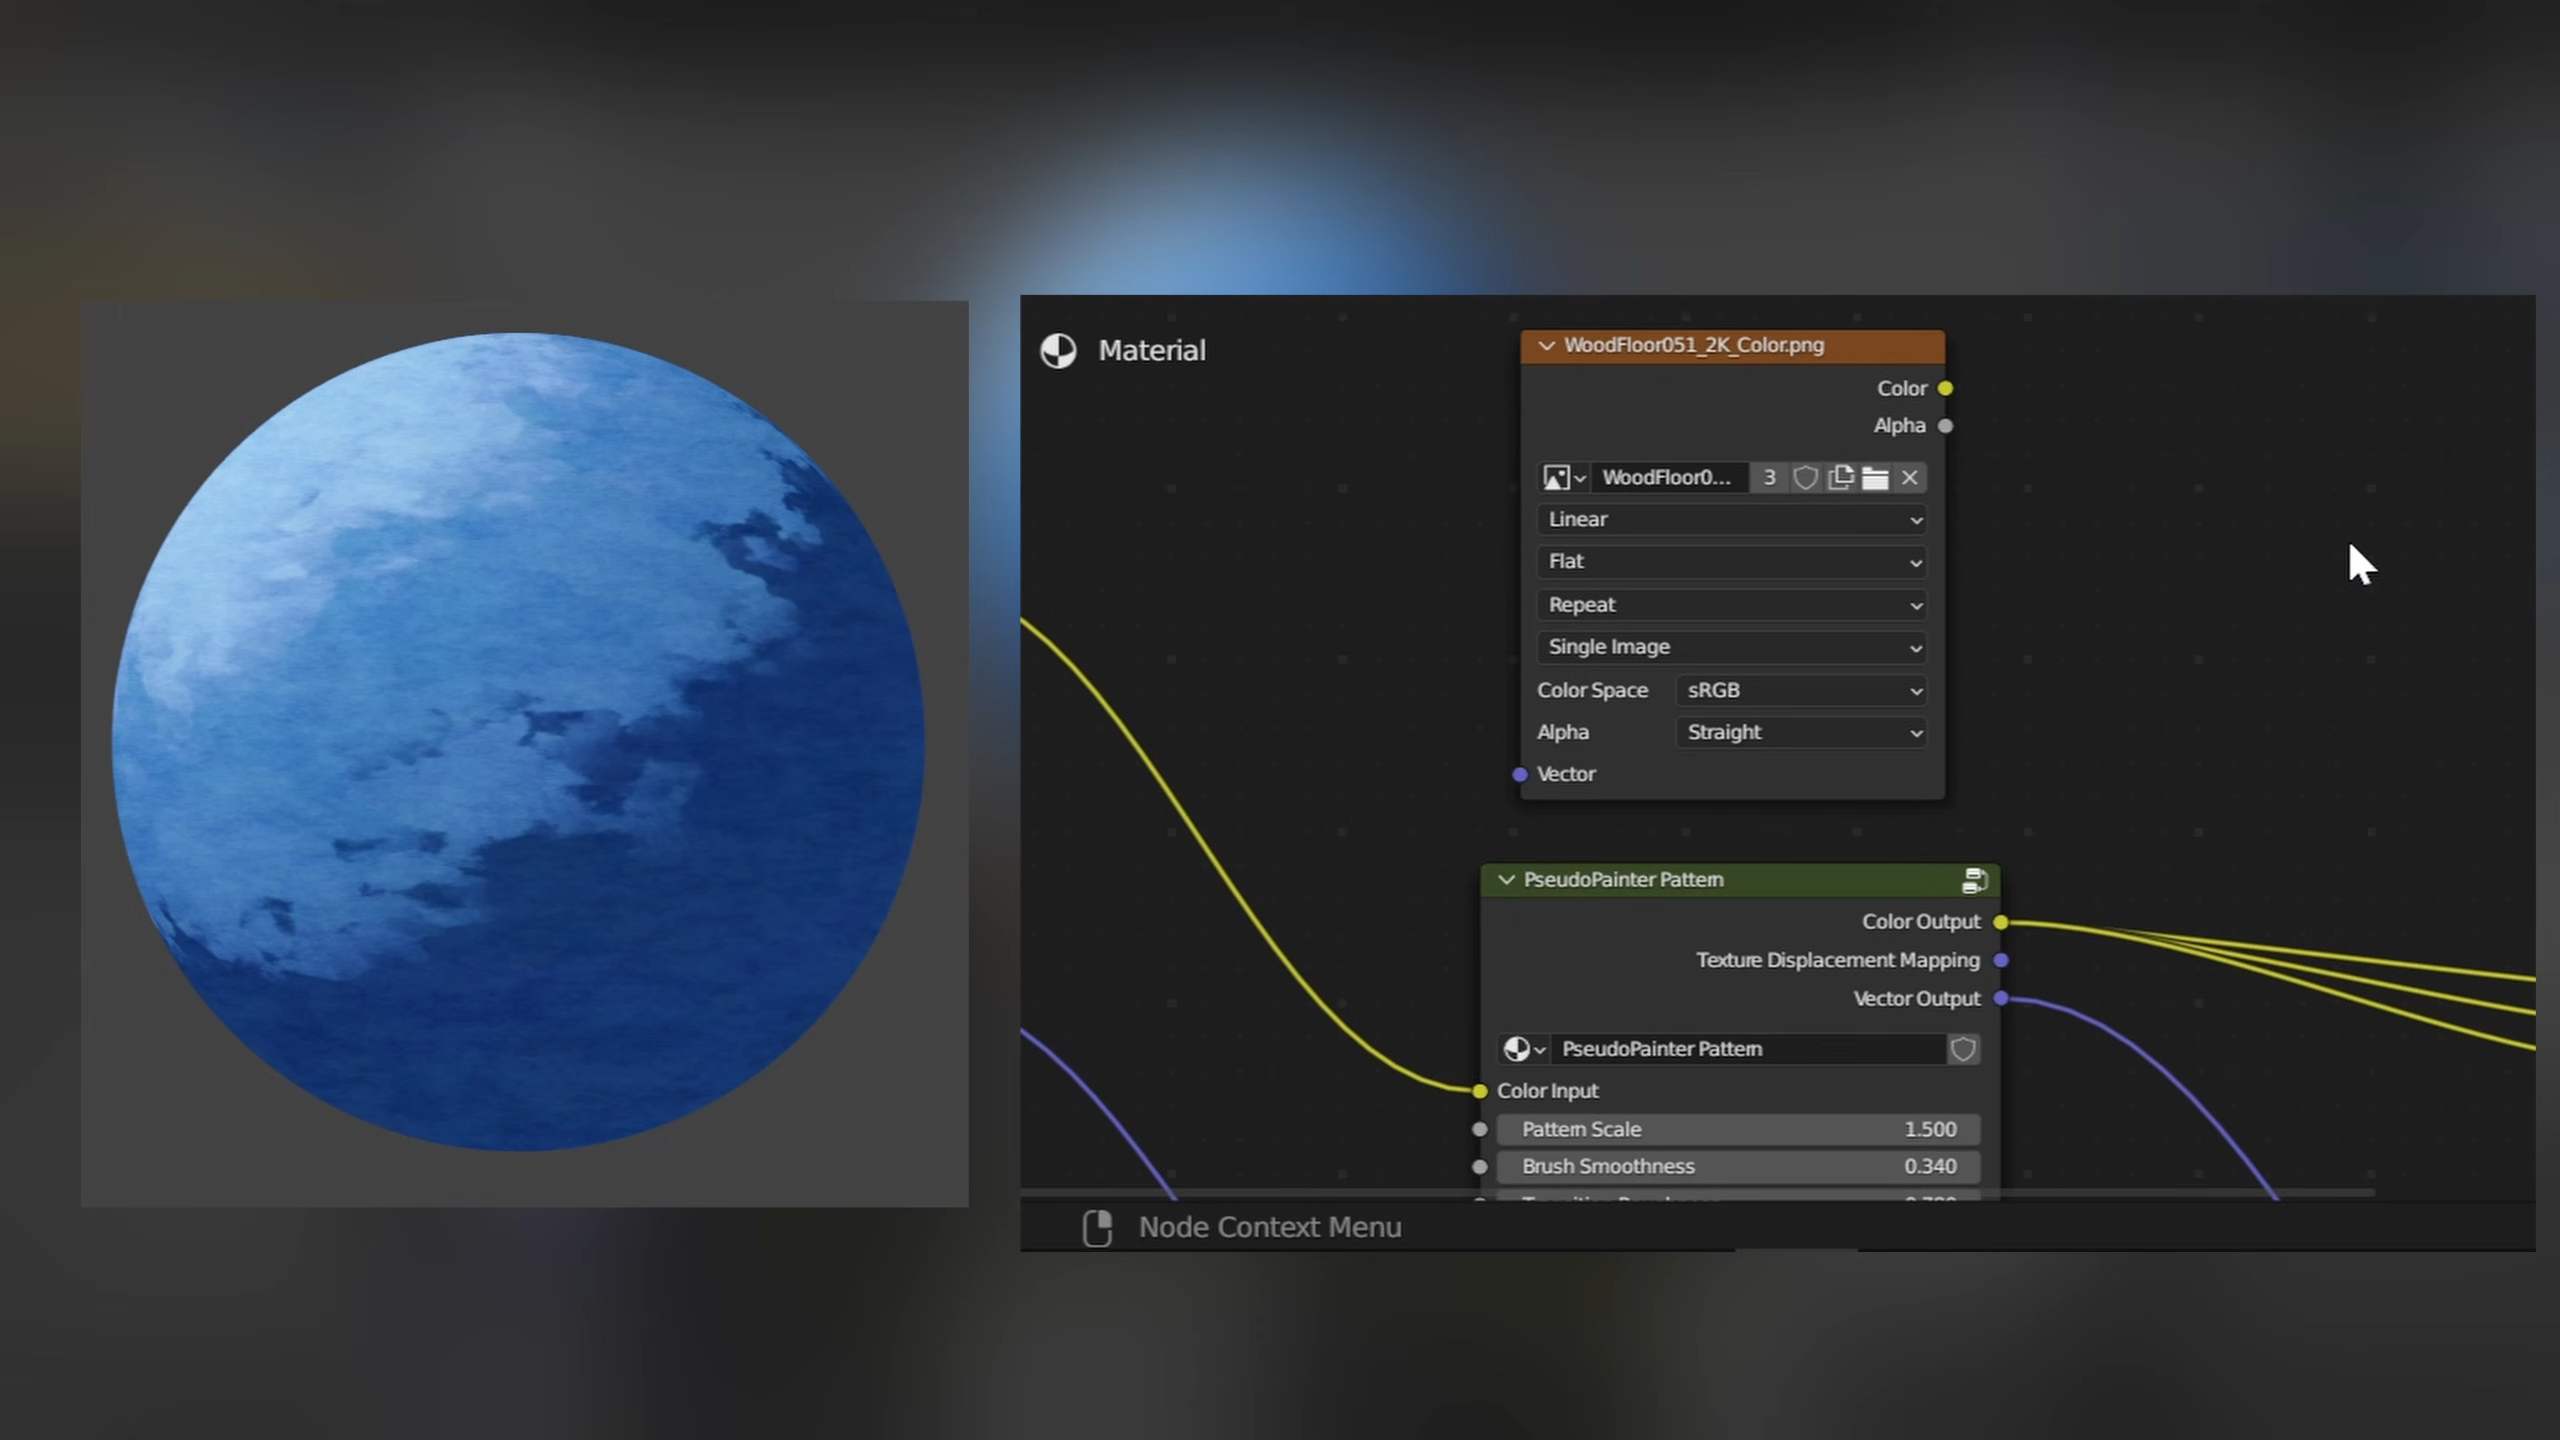 Material
WoodFloor051_2K_Color.png
Color
Alpha
WoodFloor0... 3
Linear
Flat
Repeat
Single Image
Color Space sRGB
Alpha Straight
Vector
PseudoPainter Pattern
Color Output
Texture Displacement Mapping
Vector Output
PseudoPainter Pattern
Color Input
Pattern Scale 1.500
Brush Smoothness 0.340
Node Context Menu